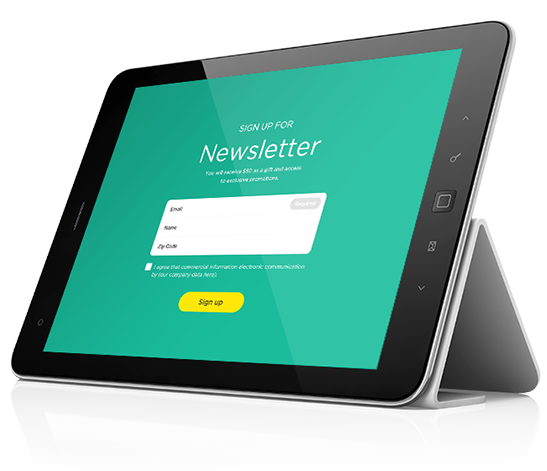 SIGN UP FOR
Newsletter
You will receive $80 as a gift and access
to exclusive promotions.
Email
Required
Name
Zip Code
I agree that commercial information electronic communication
by your company data here).
Sign up